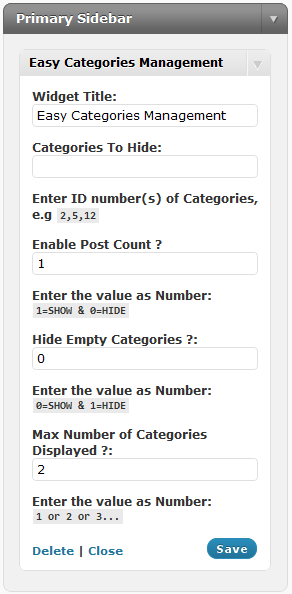 Primary Sidebar
Easy Categories Management
Widget Title:
Easy Categories Management
Categories To Hide:
Enter ID number(s) of Categories,
e.g 2,5,12
Enable Post Count ?
1
Enter the value as Number:
1=SHOW & 0=HIDE
Hide Empty Categories ?:
0
Enter the value as Number:
0=SHOW & 1=HIDE
Max Number of Categories
Displayed ?:
2
Enter the value as Number:
1 or 2 or 3...
Delete | Close
Save